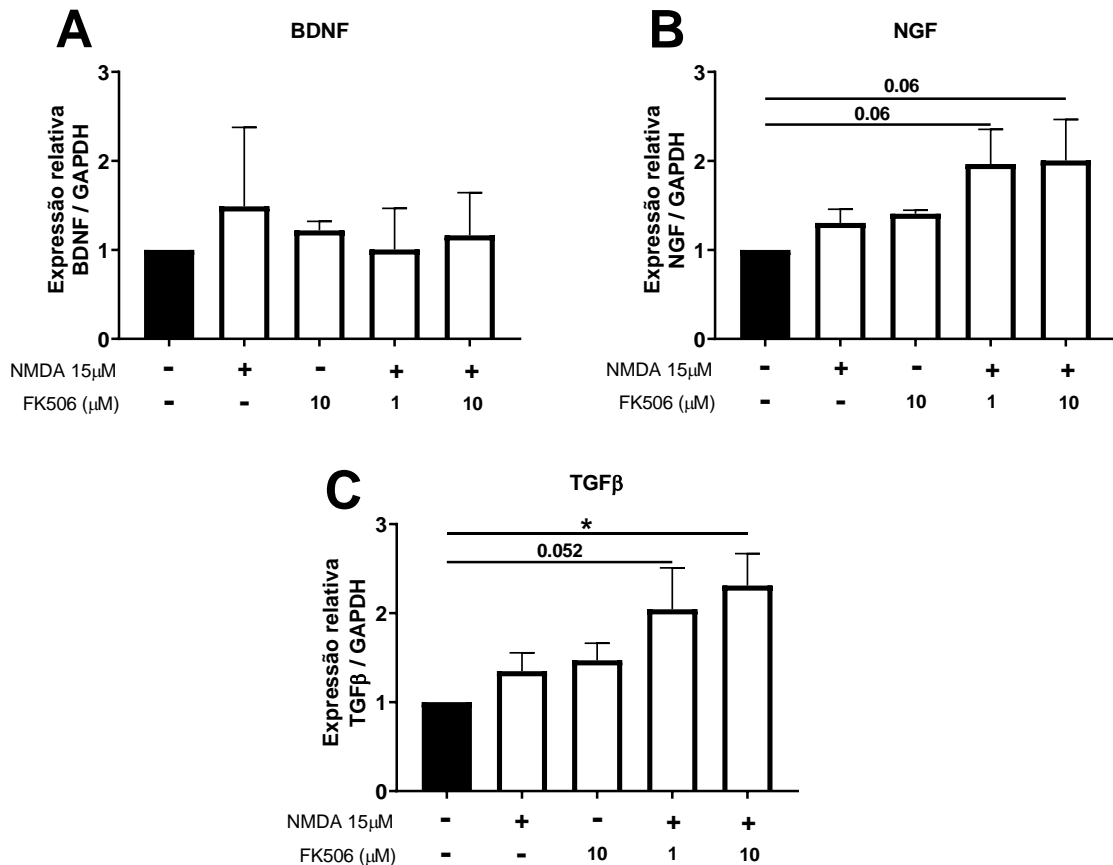 A
BDNF
Expressão relativa
BDNF / GAPDH
3
2
1
0
NMDA 15μM - + - + +
FK506 (μM) - - 10 1 10
B
NGF
Expressão relativa
NGF / GAPDH
3
2
1
0
0.06
0.06
NMDA 15μM - + - + +
FK506 (μM) - - 10 1 10
C
TGFβ
Expressão relativa
TGFβ / GAPDH
3
2
1
0
*
0.052
NMDA 15μM - + - + +
FK506 (μM) - - 10 1 10